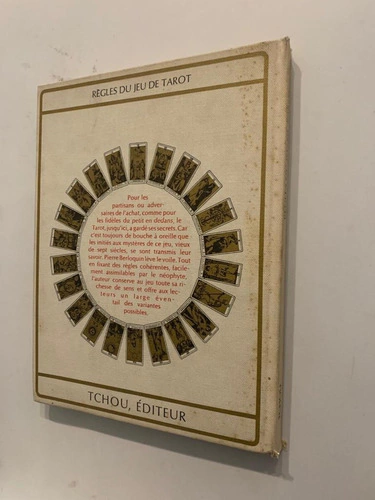 RÈGLES DU JEU DE TAROT
Pour les
partisans ou adver-
saires de l'achat, comme pour
les fidèles du petit en dedans, le
Tarot, jusqu'ici, a gardé ses secrets. Car
c'est toujours de bouche à oreille que
les initiés aux mystères de ce jeu, vieux
de sept siècles, se sont transmis leur
savoir. Pierre Berloquin lève le voile. Tout
en fixant des règles cohérentes, facile-
ment assimilables par le néophyte,
l'auteur conserve au jeu toute sa ri-
chesse de sens et offre aux lec-
teurs un large éven-
tail des variantes
possibles.
TCHOU, ÉDITEUR